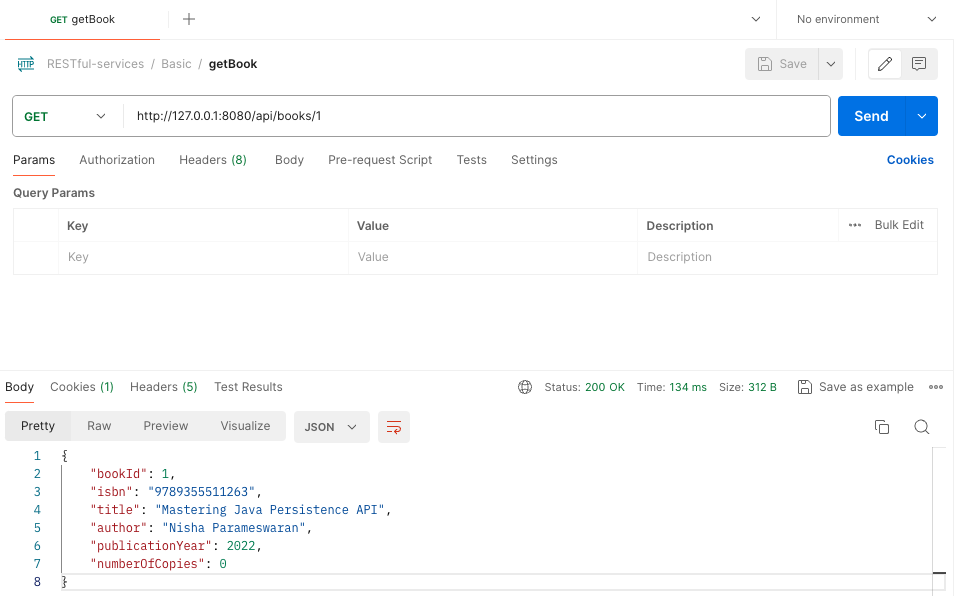 GET getBook
No environment
HTTP RESTful-services / Basic / getBook
Save
GET http://127.0.0.1:8080/api/books/1
Send
Params Authorization Headers (8) Body Pre-request Script Tests Settings Cookies
Query Params
Key Value Description ••• Bulk Edit
Key Value Description
Body Cookies (1) Headers (5) Test Results Status: 200 OK Time: 134 ms Size: 312 B Save as example •••
Pretty Raw Preview Visualize JSON
1 {
2 "bookId": 1,
3 "isbn": "9789355511263",
4 "title": "Mastering Java Persistence API",
5 "author": "Nisha Parameswaran",
6 "publicationYear": 2022,
7 "numberOfCopies": 0
8 }